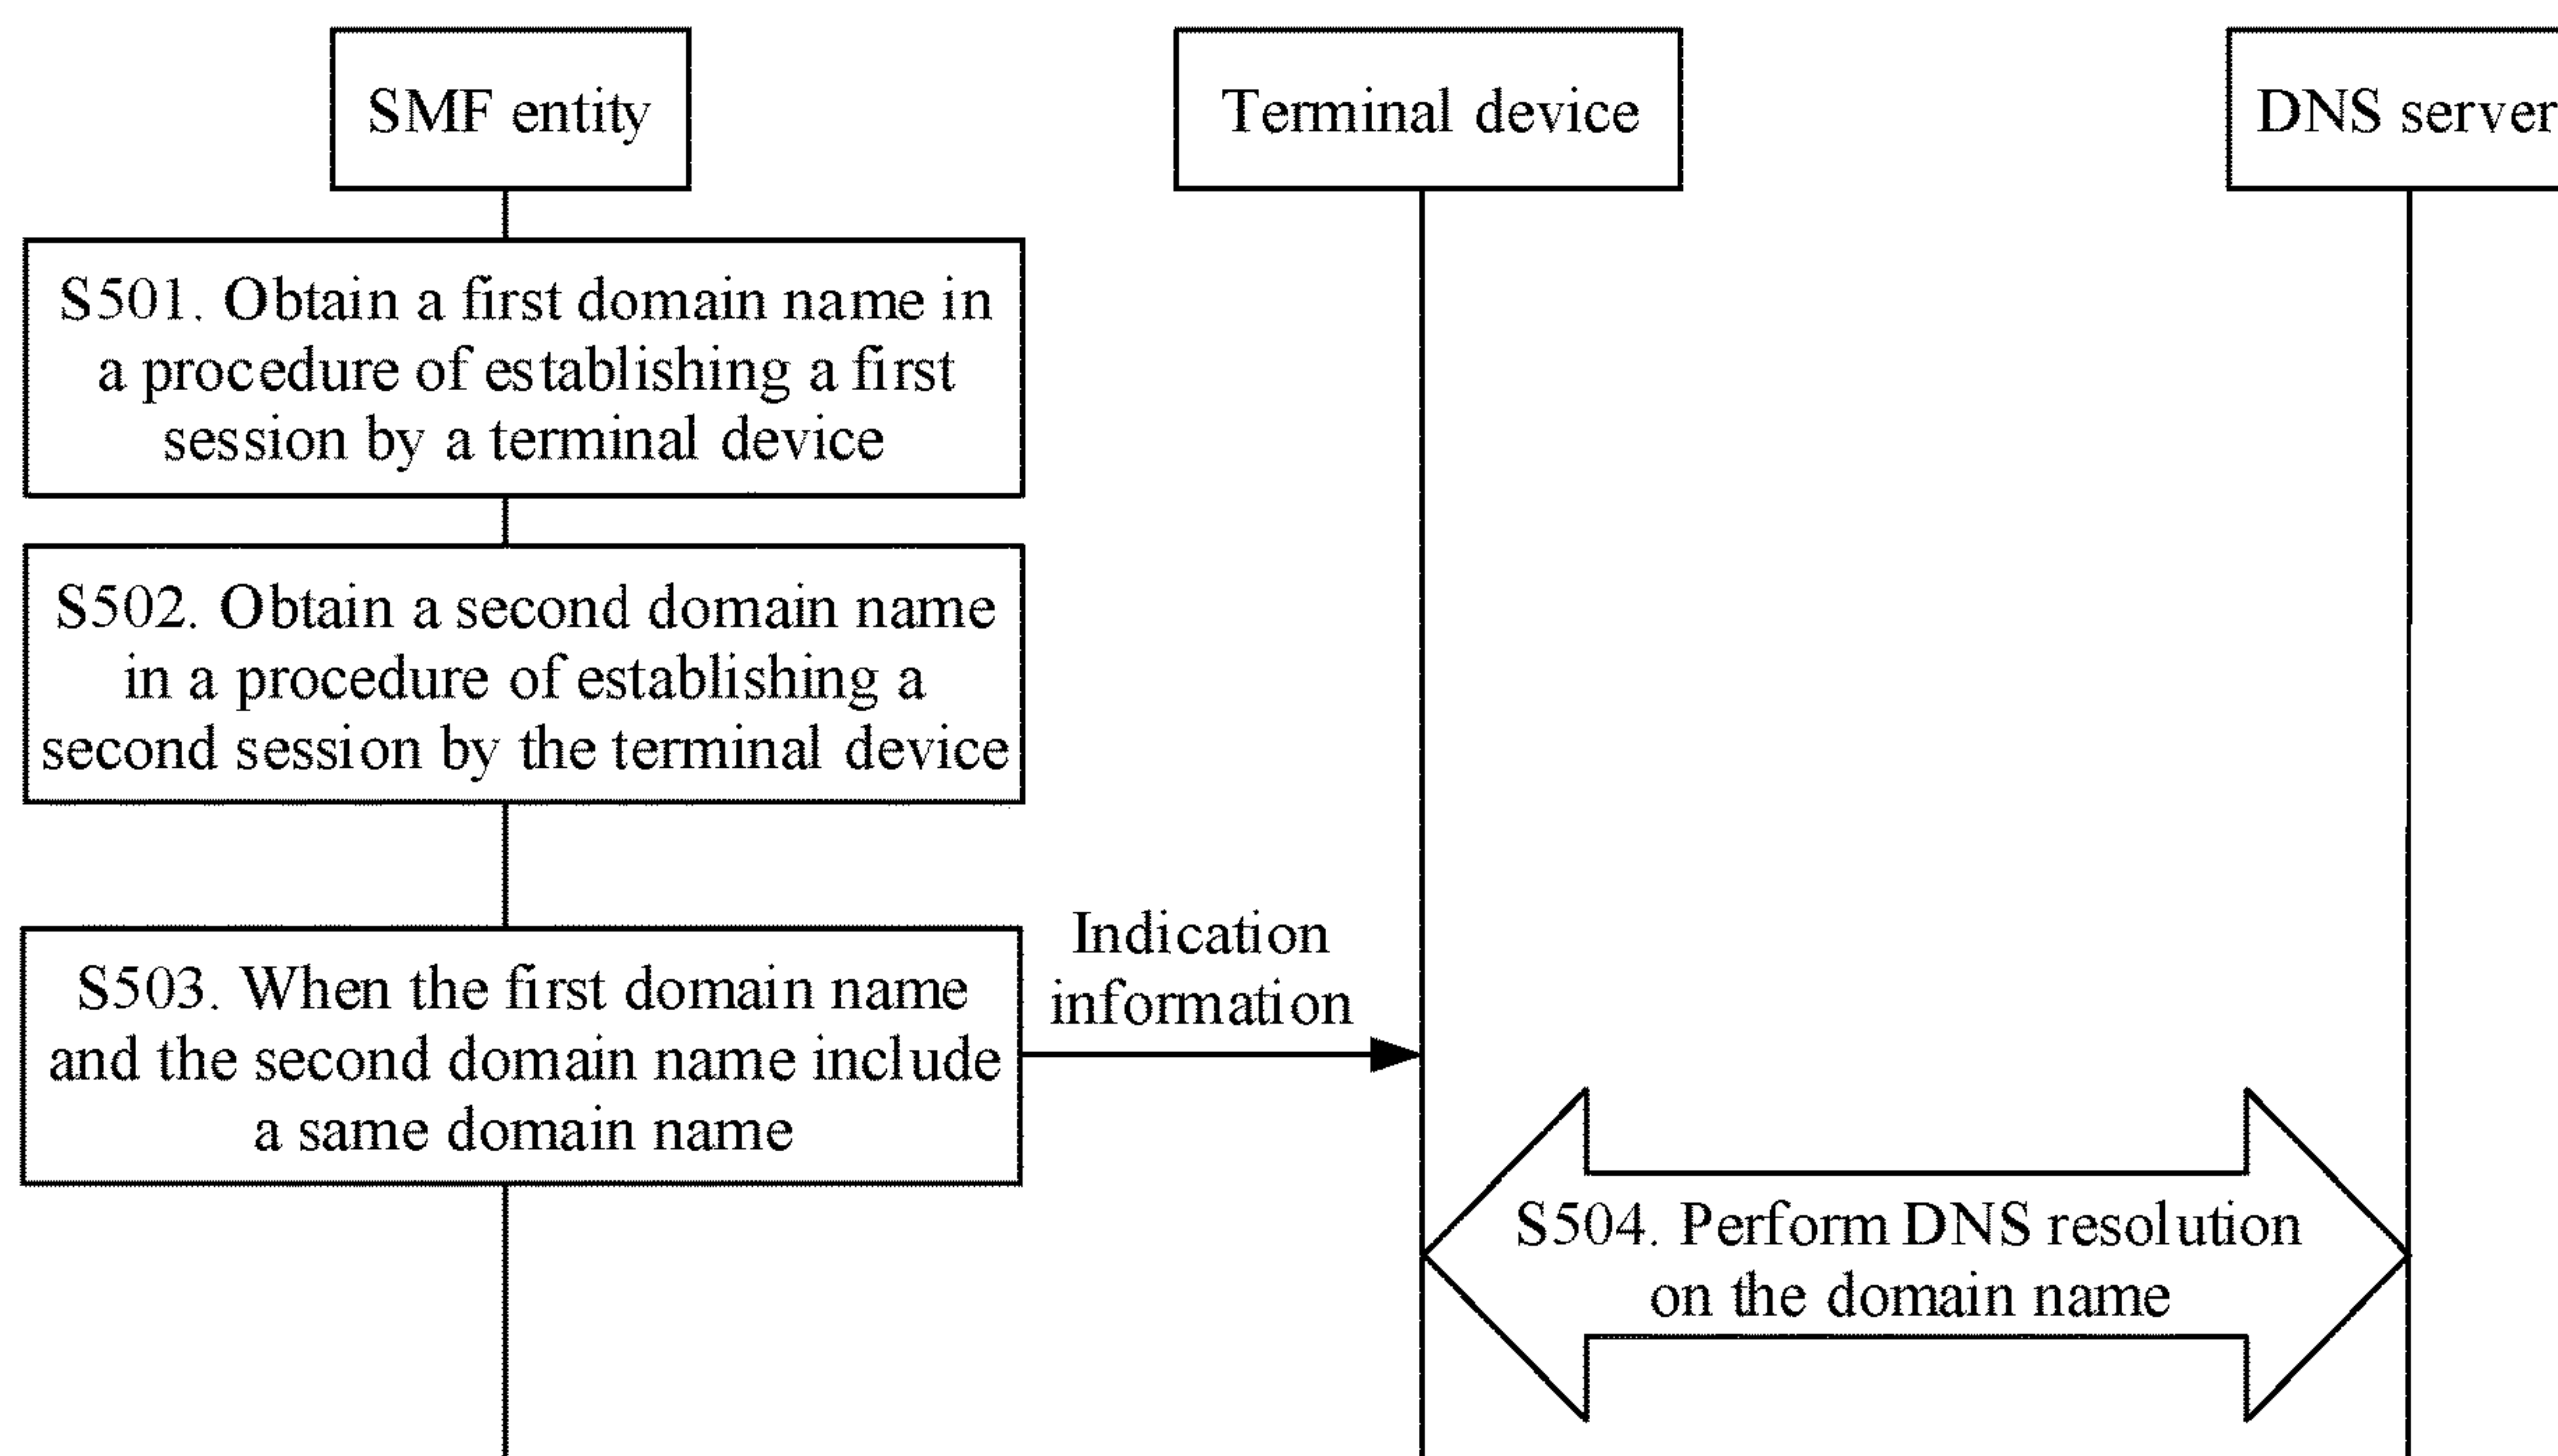 SMF entity
Terminal device
DNS server
S501. Obtain a first domain name in
a procedure of establishing a first
session by a terminal device
S502. Obtain a second domain name
in a procedure of establishing a
second session by the terminal device
Indication
information
S503. When the first domain name
and the second domain name include
a same domain name
S504. Perform DNS resolution
on the domain name